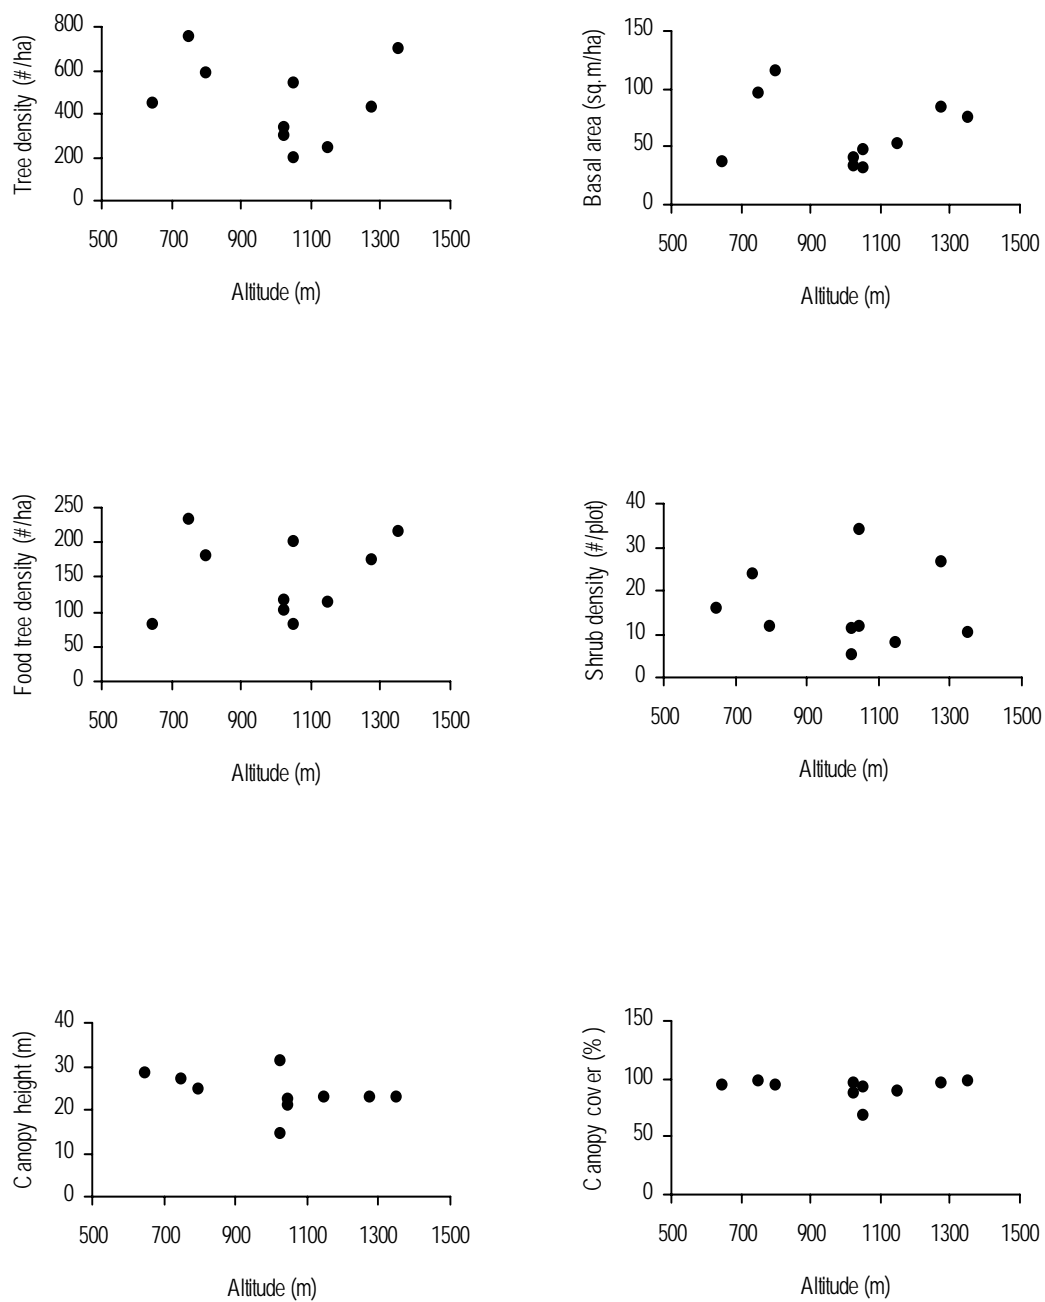 Tree density (#/ha)
800
600
400
200
0
500 700 900 1100 1300 1500
Altitude (m)
Basal area (sq.m/ha)
150
100
50
0
500 700 900 1100 1300 1500
Altitude (m)
Food tree density (#/ha)
250
200
150
100
50
0
500 700 900 1100 1300 1500
Altitude (m)
Shrub density (#/plot)
40
30
20
10
0
500 700 900 1100 1300 1500
Altitude (m)
Canopy height (m)
40
30
20
10
0
500 700 900 1100 1300 1500
Altitude (m)
Canopy cover (%)
150
100
50
0
500 700 900 1100 1300 1500
Altitude (m)